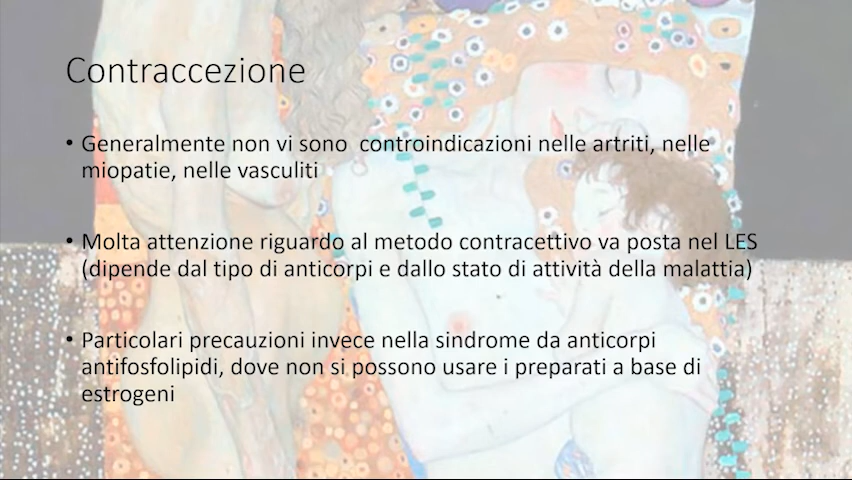 Contraccezione
• Generalmente non vi sono  controindicazioni nelle artriti, nelle
miopatie, nelle vasculiti
• Molta attenzione riguardo al metodo contracettivo va posta nel LES
(dipende dal tipo di anticorpi e dallo stato di attività della malattia)
• Particolari precauzioni invece nella sindrome da anticorpi
antifosfolipidi, dove non si possono usare i preparati a base di
estrogeni